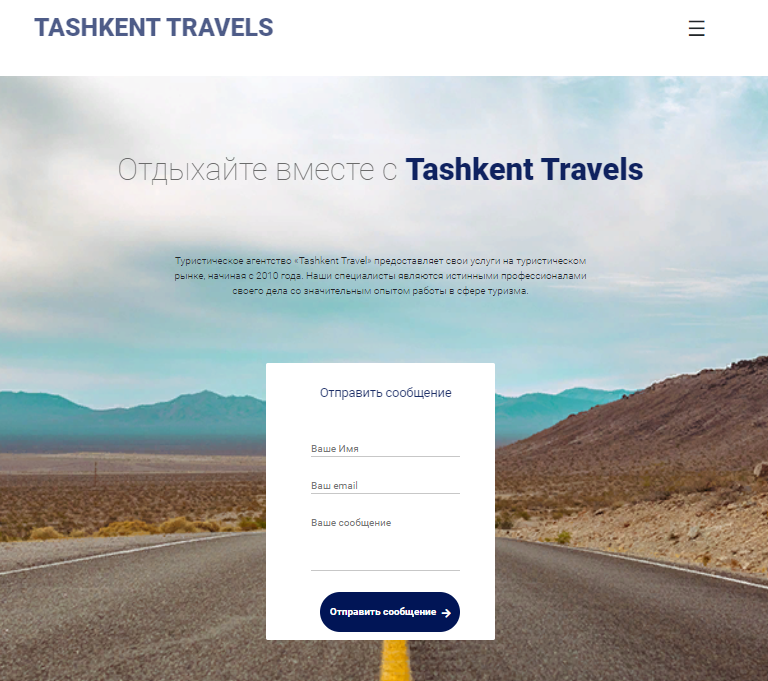 TASHKENT TRAVELS
Отдыхайте вместе с Tashkent Travels
Туристическое агентство «Tashkent Travel» предоставляет свои услуги на туристическом
рынке, начиная с 2010 года. Наши специалисты являются истинными профессионалами
своего дела со значительным опытом работы в сфере туризма.
Отправить сообщение
Ваше Имя
Ваш email
Ваше сообщение
Отправить сообщение →